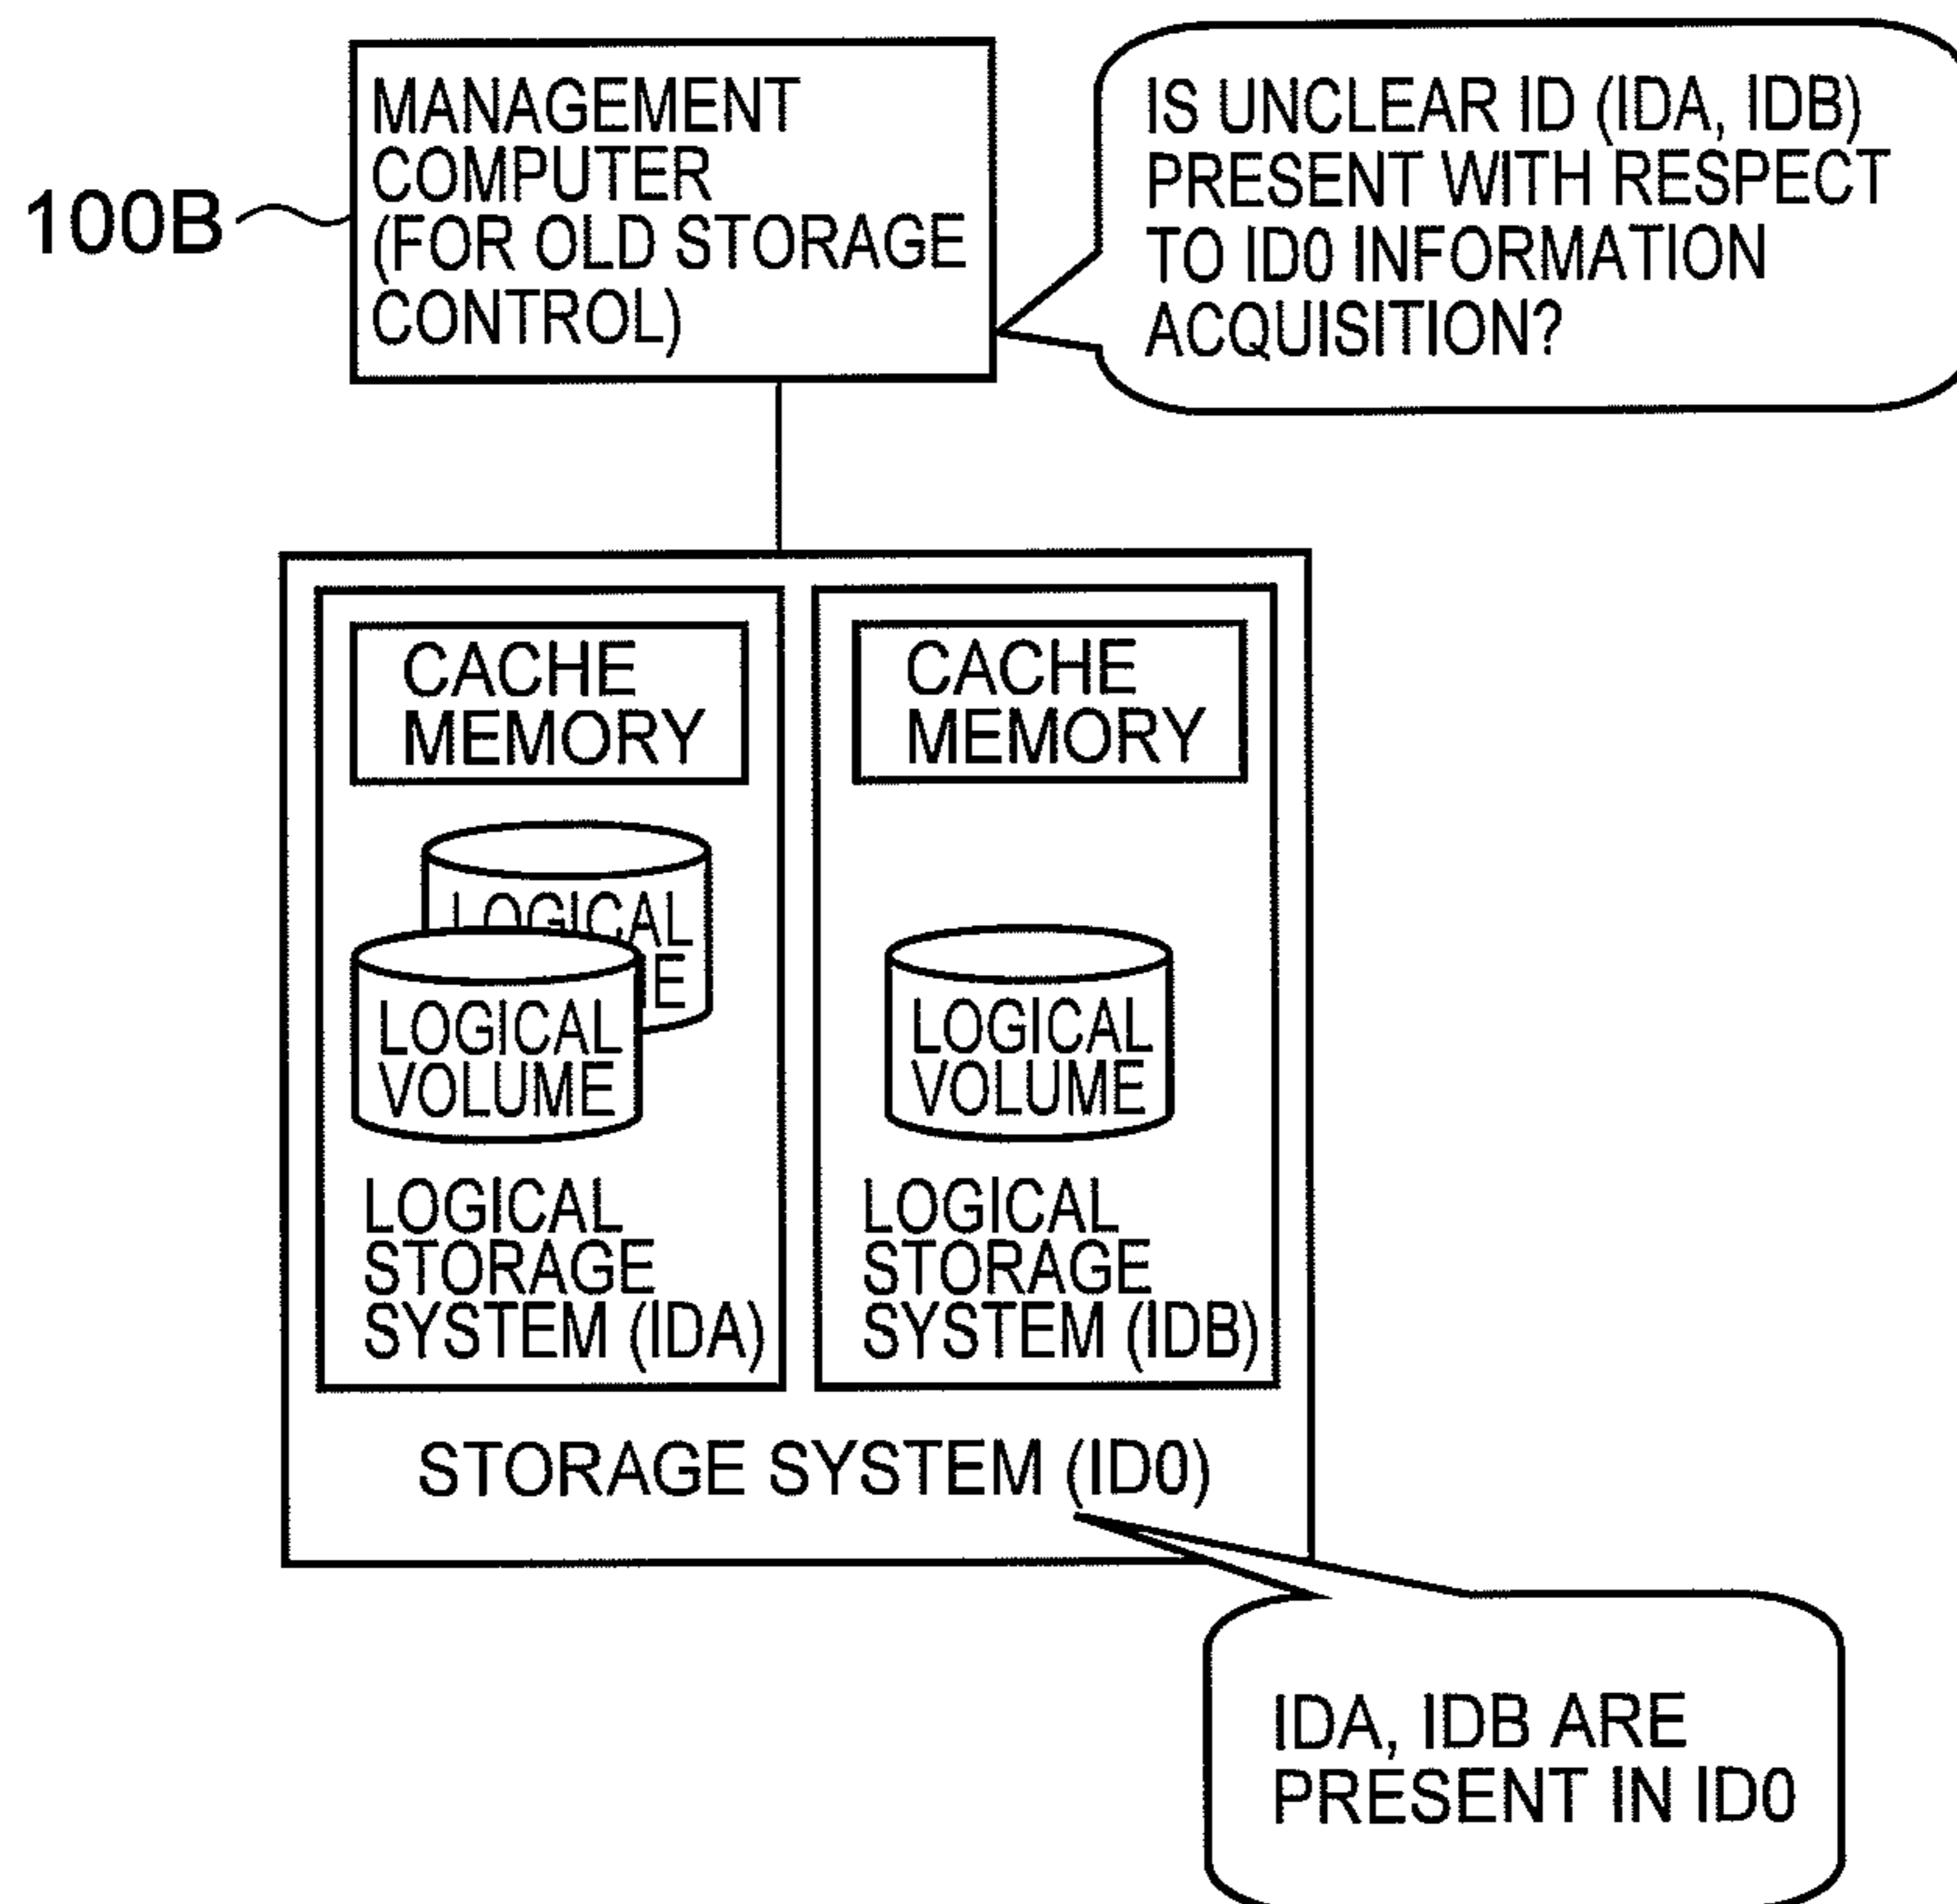 MANAGEMENT
COMPUTER
(FOR OLD STORAGE
CONTROL)
100B
IS UNCLEAR ID (IDA, IDB)
PRESENT WITH RESPECT
TO ID0 INFORMATION
ACQUISITION?
CACHE
MEMORY
LOGICAL
LOGICAL
VOLUME
LOGICAL
STORAGE
SYSTEM (IDA)
CACHE
MEMORY
LOGICAL
VOLUME
LOGICAL
STORAGE
SYSTEM (IDB)
STORAGE SYSTEM (ID0)
IDA, IDB ARE
PRESENT IN ID0